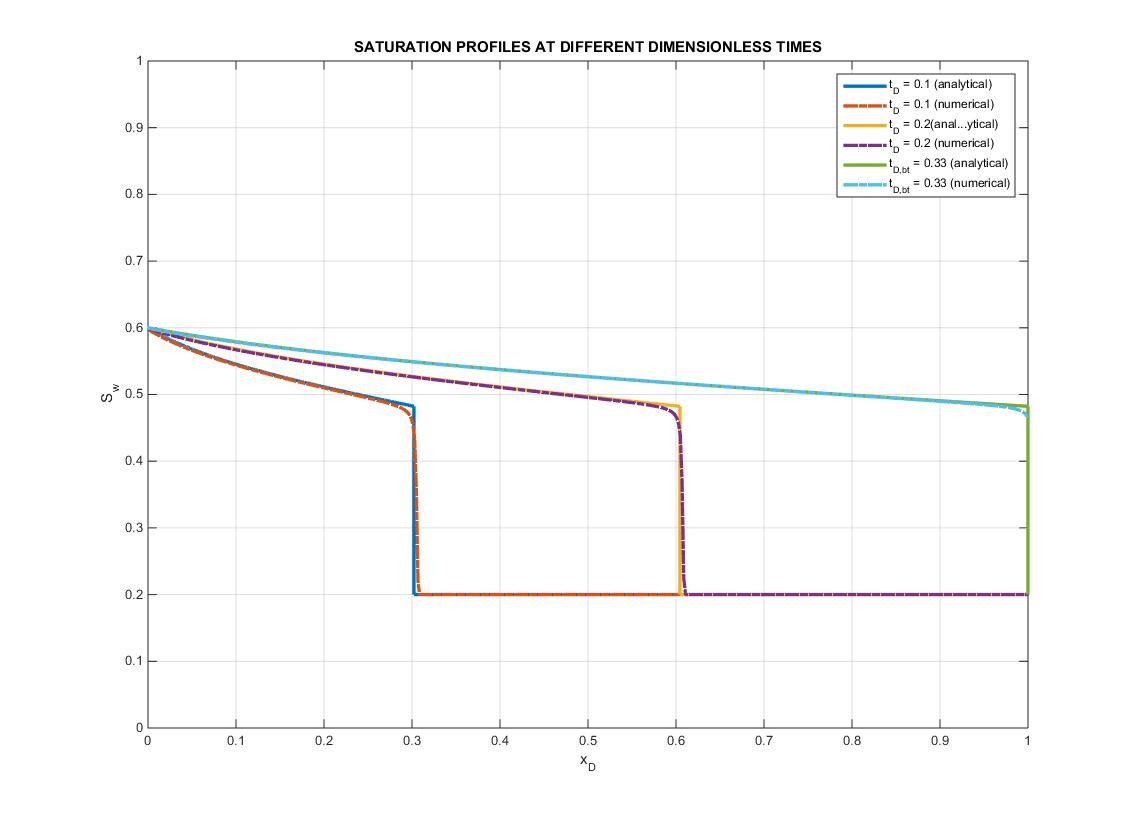 SATURATION PROFILES AT DIFFERENT DIMENSIONLESS TIMES
t_D = 0.1 (analytical)
t_D = 0.1 (numerical)
t_D = 0.2(anal...ytical)
t_D = 0.2 (numerical)
t_D,bt = 0.33 (analytical)
t_D,bt = 0.33 (numerical)
1
0.9
0.8
0.7
0.6
0.5
0.4
0.3
0.2
0.1
0
S_w
0 0.1 0.2 0.3 0.4 0.5 0.6 0.7 0.8 0.9 1
x_D